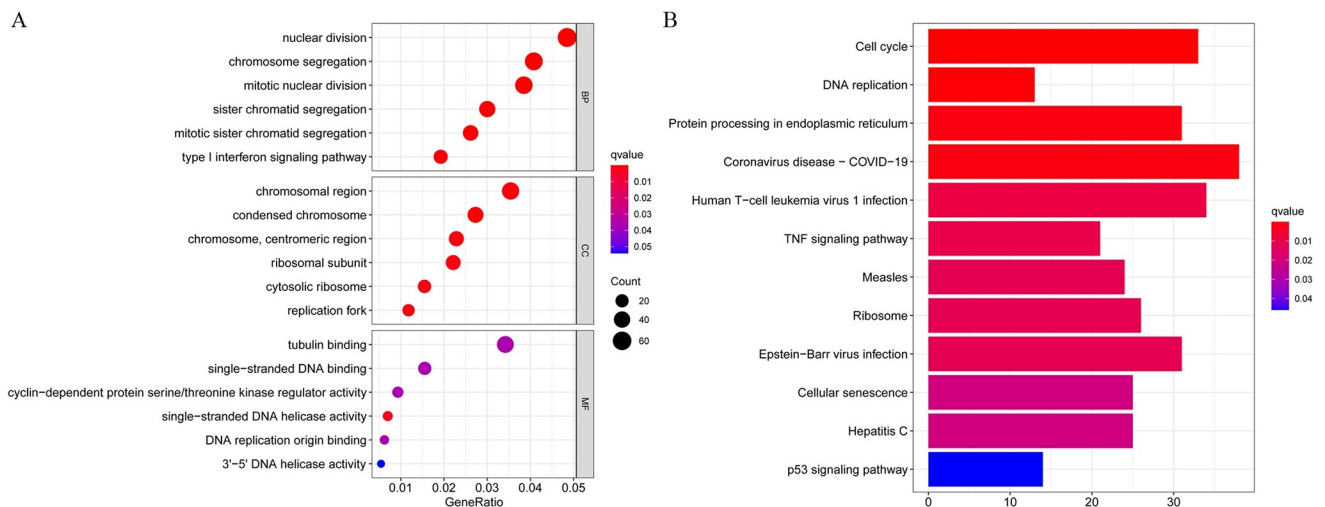 A
nuclear division
chromosome segregation
mitotic nuclear division
sister chromatid segregation
mitotic sister chromatid segregation
type I interferon signaling pathway
BP
chromosomal region
condensed chromosome
chromosome, centromeric region
ribosomal subunit
cytosolic ribosome
replication fork
CC
tubulin binding
single−stranded DNA binding
cyclin−dependent protein serine/threonine kinase regulator activity
single−stranded DNA helicase activity
DNA replication origin binding
3'−5' DNA helicase activity
MF
0.01 0.02 0.03 0.04 0.05
GeneRatio
qvalue
0.01
0.02
0.03
0.04
0.05
Count
20
40
60
B
Cell cycle
DNA replication
Protein processing in endoplasmic reticulum
Coronavirus disease − COVID−19
Human T−cell leukemia virus 1 infection
TNF signaling pathway
Measles
Ribosome
Epstein−Barr virus infection
Cellular senescence
Hepatitis C
p53 signaling pathway
0 10 20 30
qvalue
0.01
0.02
0.03
0.04